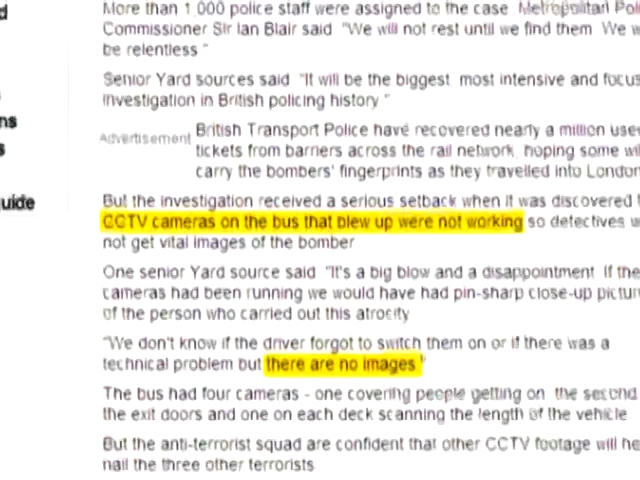 d
More than 1 000 police staff were assigned to the case Metropolitan Pol
Commissioner Sir Ian Blair said "We will not rest until we find them We w
be relentless "
Senior Yard sources said "It will be the biggest most intensive and focus
investigation in British policing history "
ns
s
Advertisement
British Transport Police have recovered nearly a million use
tickets from barriers across the rail network hoping some wi
carry the bombers' fingerprints as they travelled into London
uide
But the investigation received a serious setback when it was discovered t
CCTV cameras on the bus that blew up were not working so detectives w
not get vital images of the bomber
One senior Yard source said "It's a big blow and a disappointment If the
cameras had been running we would have had pin-sharp close-up pictur
of the person who carried out this atrocity
"We don't know if the driver forgot to switch them on or if there was a
technical problem but there are no images "
The bus had four cameras - one covering people getting on the second
the exit doors and one on each deck scanning the length of the vehicle
But the anti-terrorist squad are confident that other CCTV footage will he
nail the three other terrorists